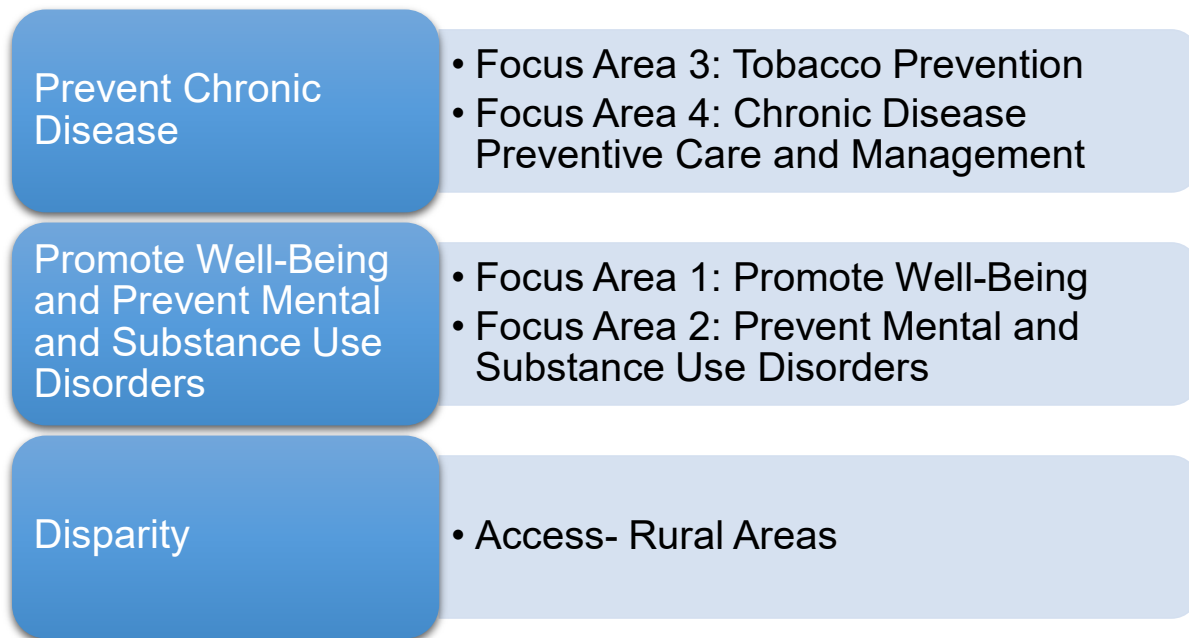 Prevent Chronic
Disease
• Focus Area 3: Tobacco Prevention
• Focus Area 4: Chronic Disease
Preventive Care and Management
Promote Well-Being
and Prevent Mental
and Substance Use
Disorders
• Focus Area 1: Promote Well-Being
• Focus Area 2: Prevent Mental and
Substance Use Disorders
Disparity
• Access- Rural Areas